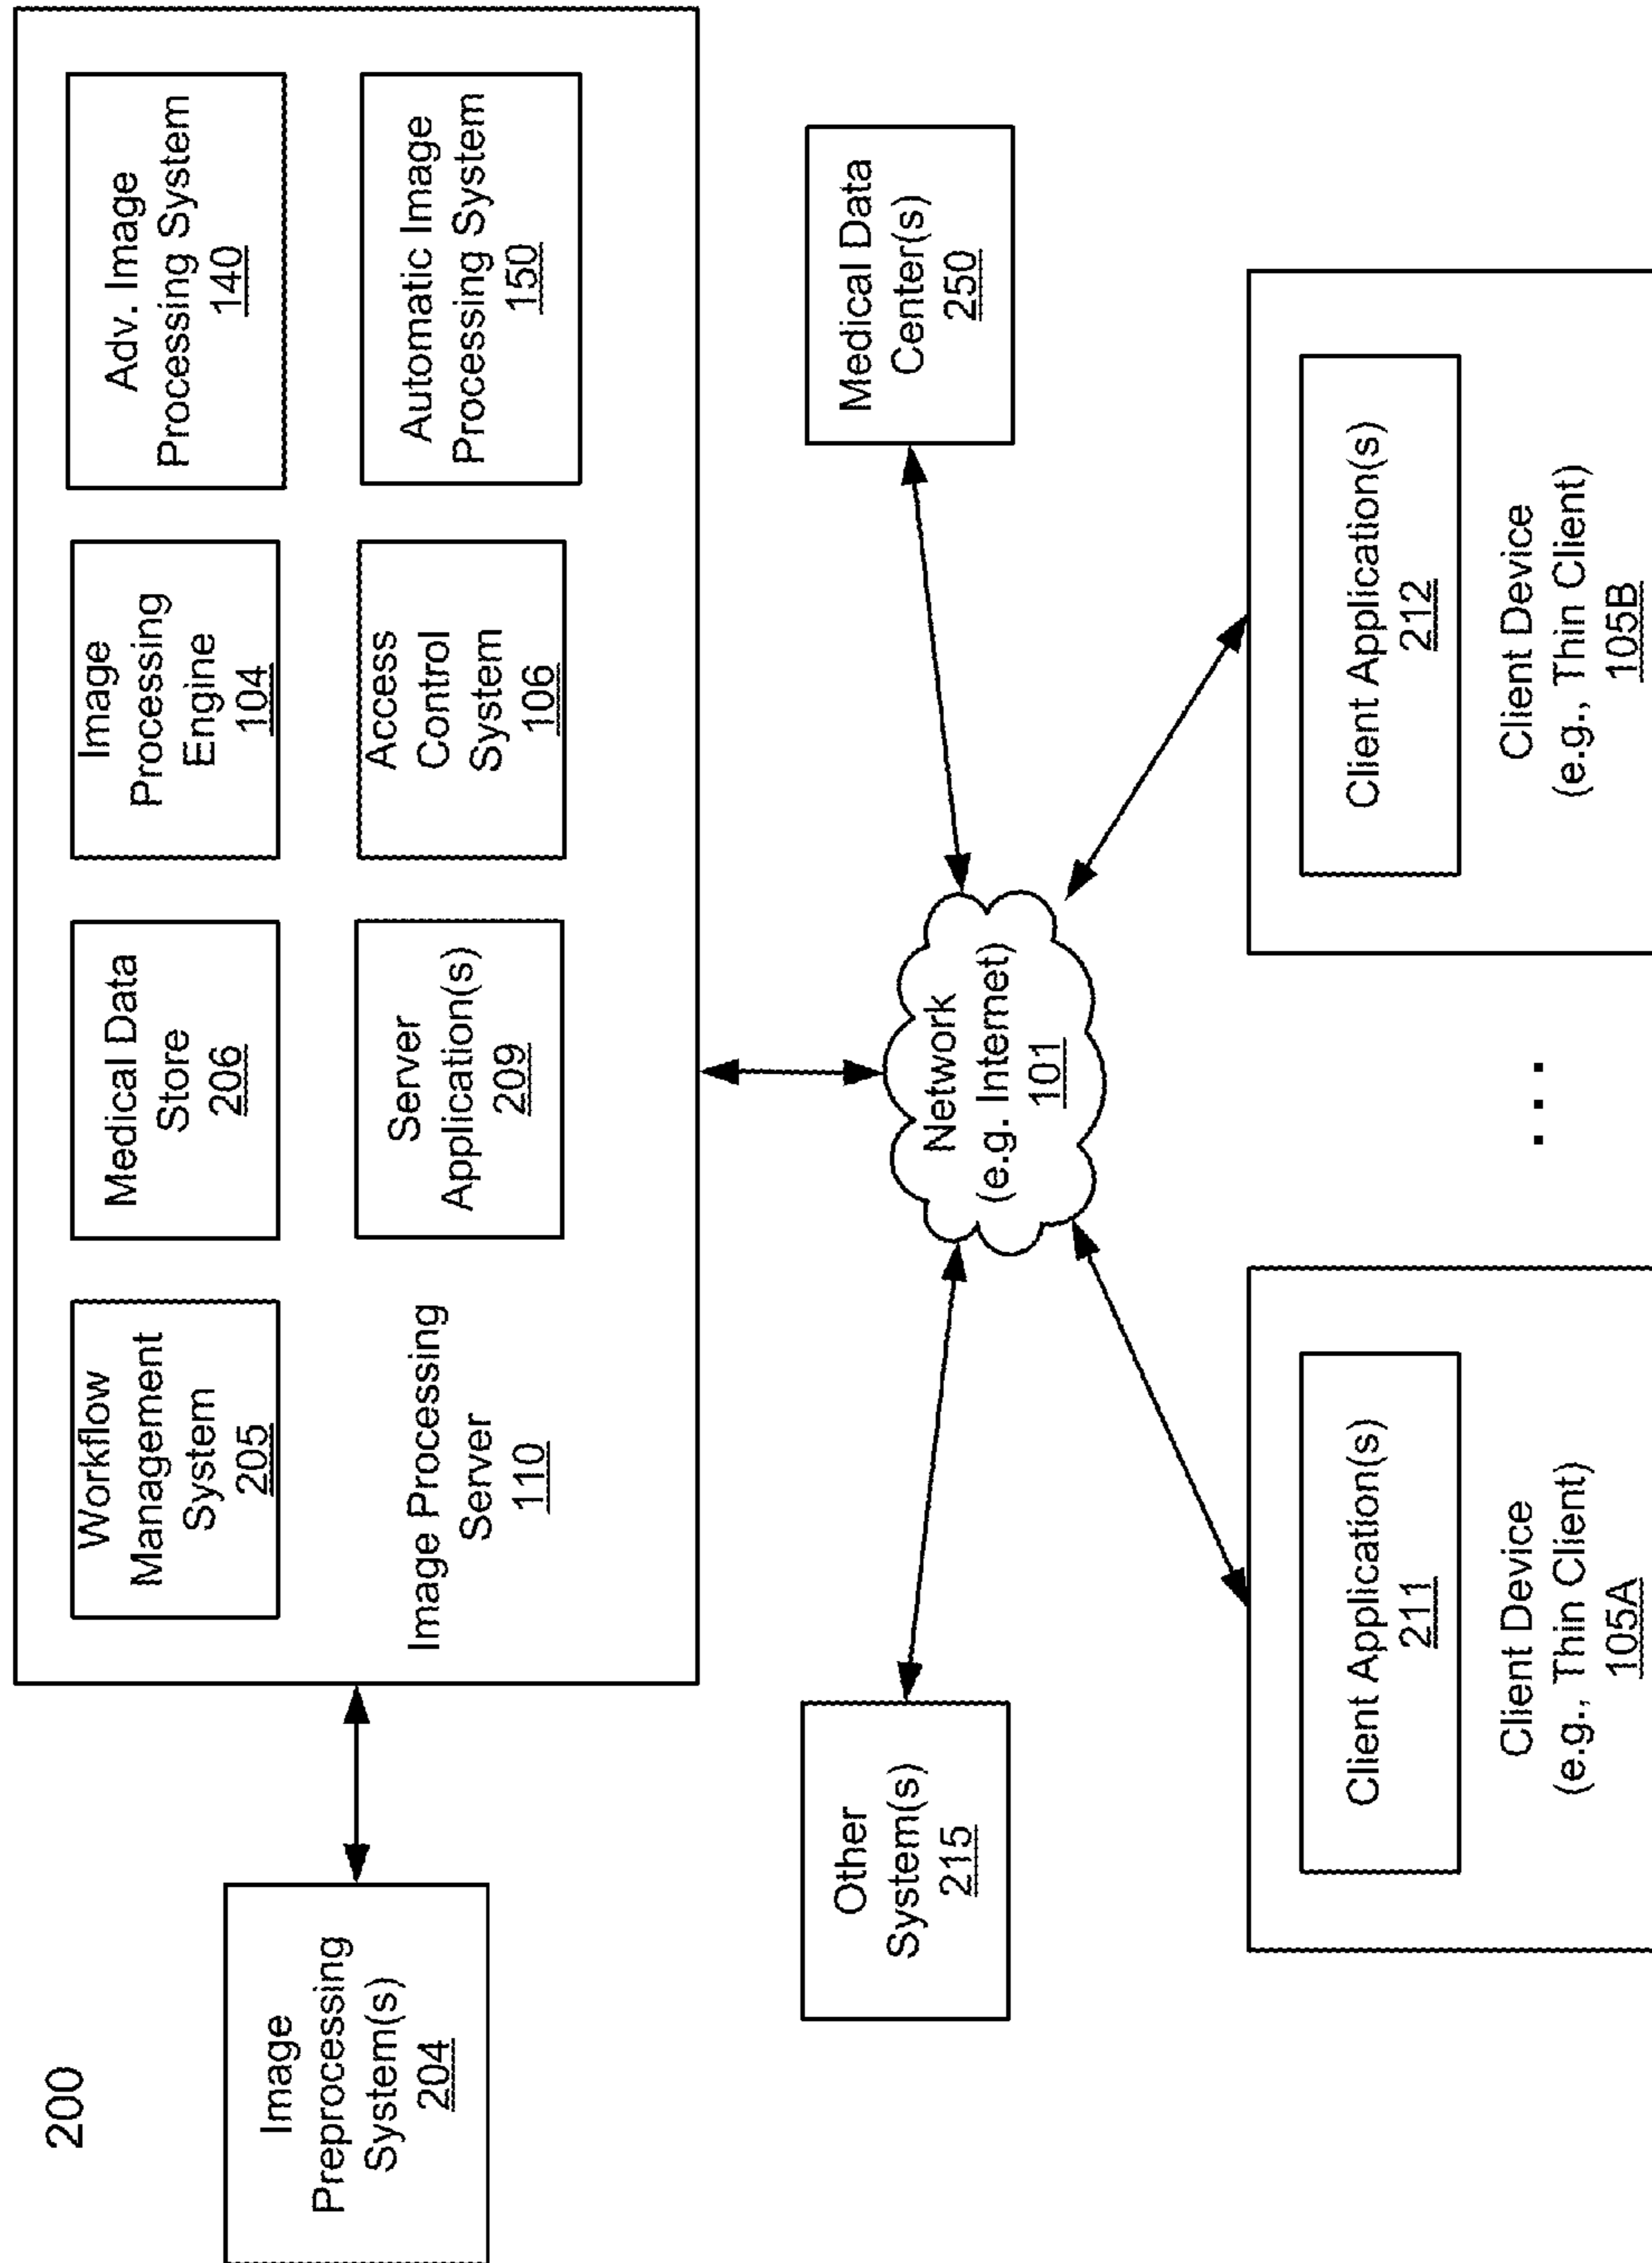 200
Image
Preprocessing
System(s)
204
Workflow
Management
System
205
Medical Data
Store
206
Image
Processing
Engine
104
Adv. Image
Processing System
140
Image Processing
Server
110
Server
Application(s)
209
Access
Control
System
106
Automatic Image
Processing System
150
Other
System(s)
215
Network
(e.g. Internet)
101
Medical Data
Center(s)
250
Client Application(s)
211
Client Device
(e.g., Thin Client)
105A
. . .
Client Application(s)
212
Client Device
(e.g., Thin Client)
105B